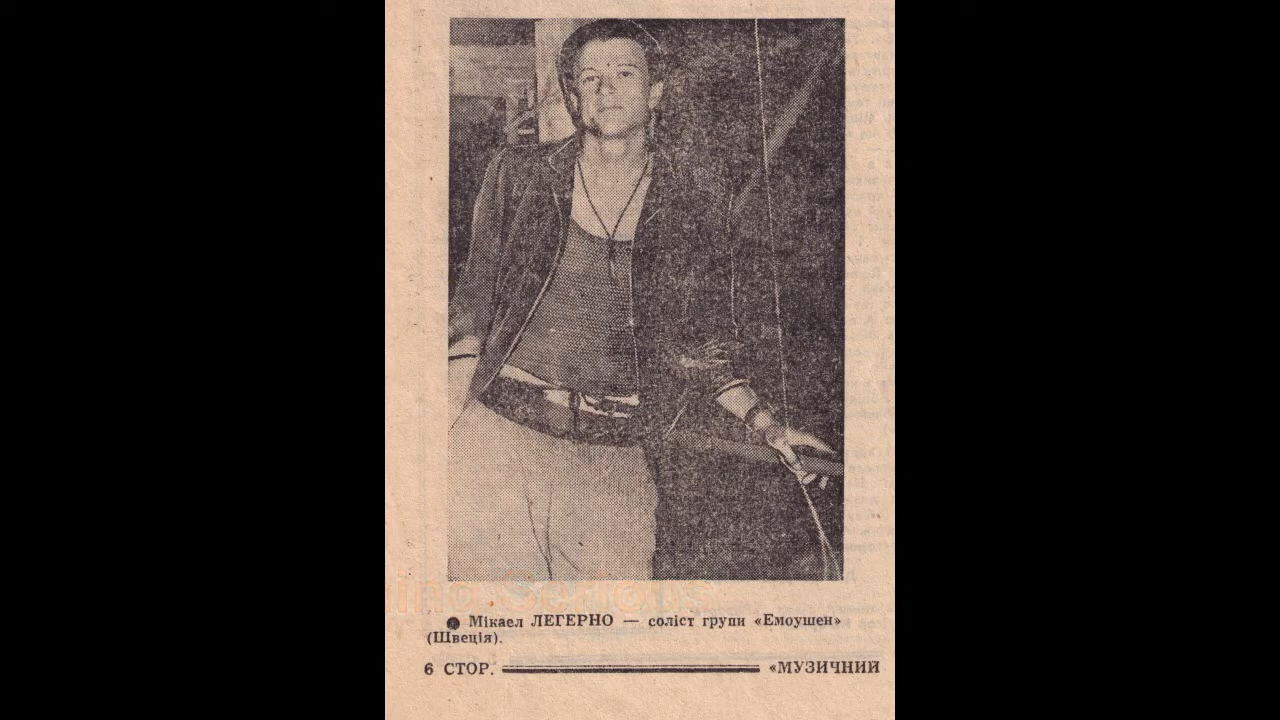 Мікаел ЛЕГЕРНО — соліст групи «Емоушен»
(Швеція).
6 СТОР.
«МУЗИЧНИЙ